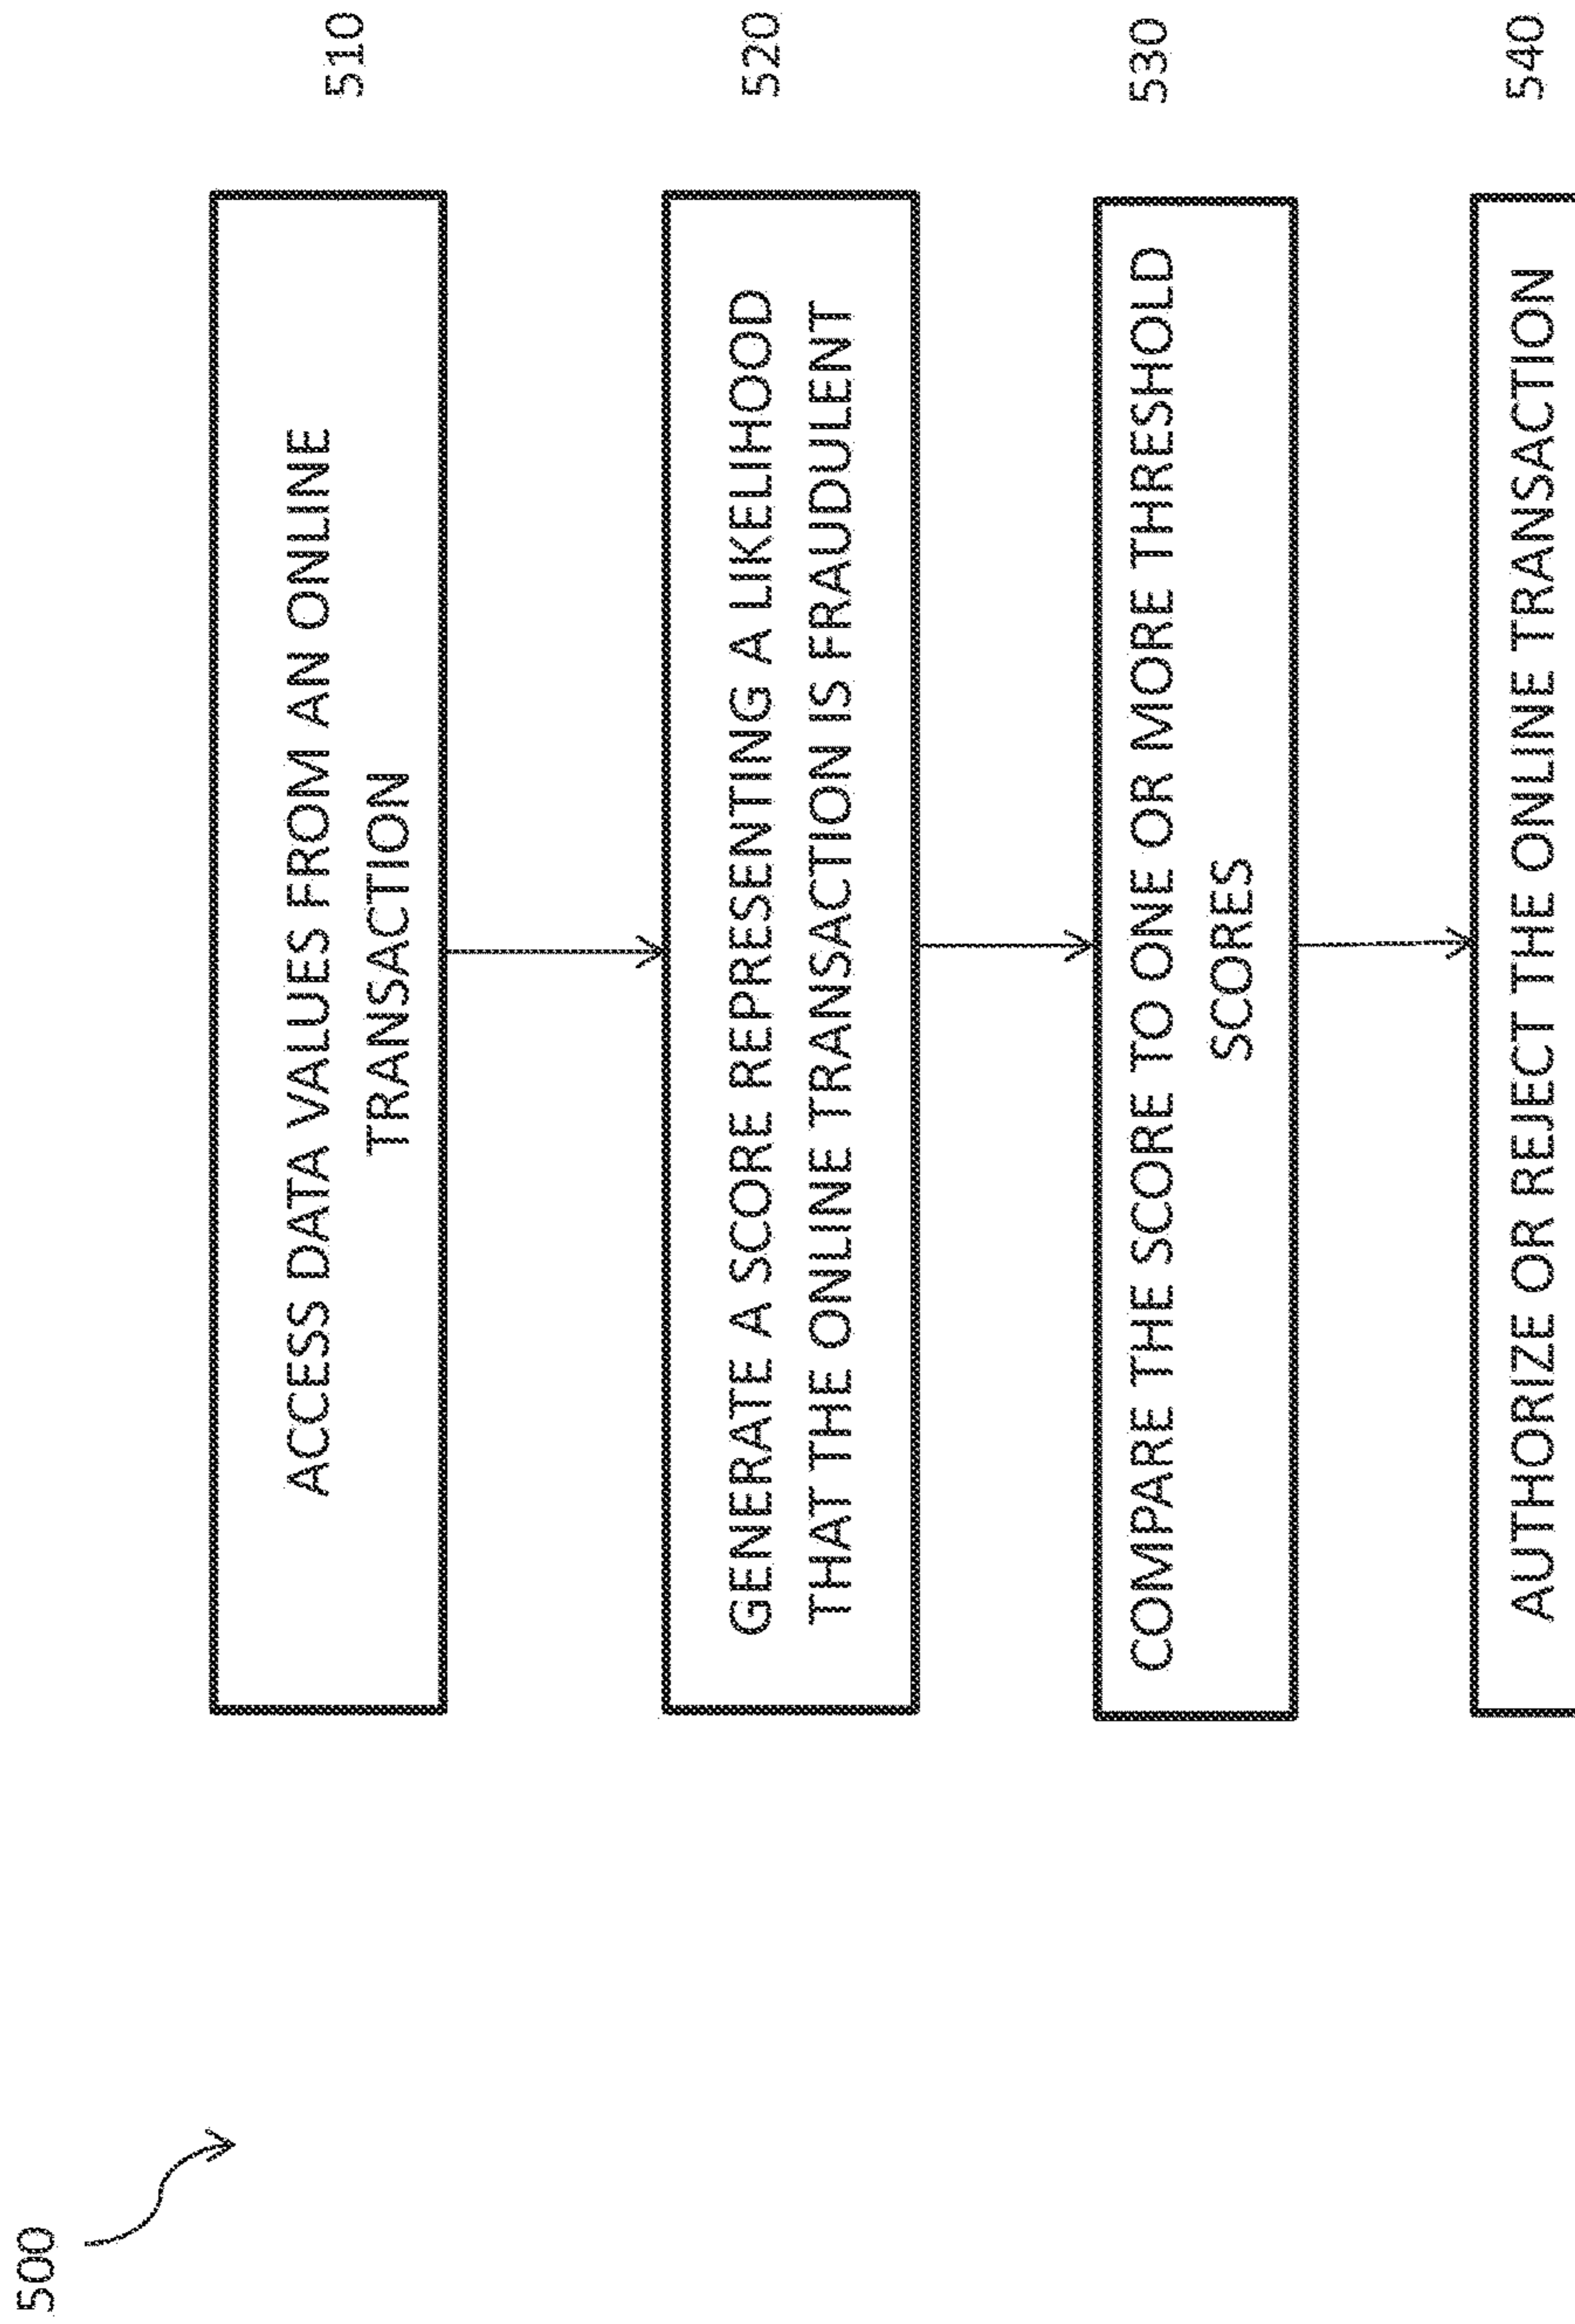 500
ACCESS DATA VALUES FROM AN ONLINE
TRANSACTION
510
GENERATE A SCORE REPRESENTING A LIKELIHOOD
THAT THE ONLINE TRANSACTION IS FRAUDULENT
520
COMPARE THE SCORE TO ONE OR MORE THRESHOLD
SCORES
530
AUTHORIZE OR REJECT THE ONLINE TRANSACTION
540